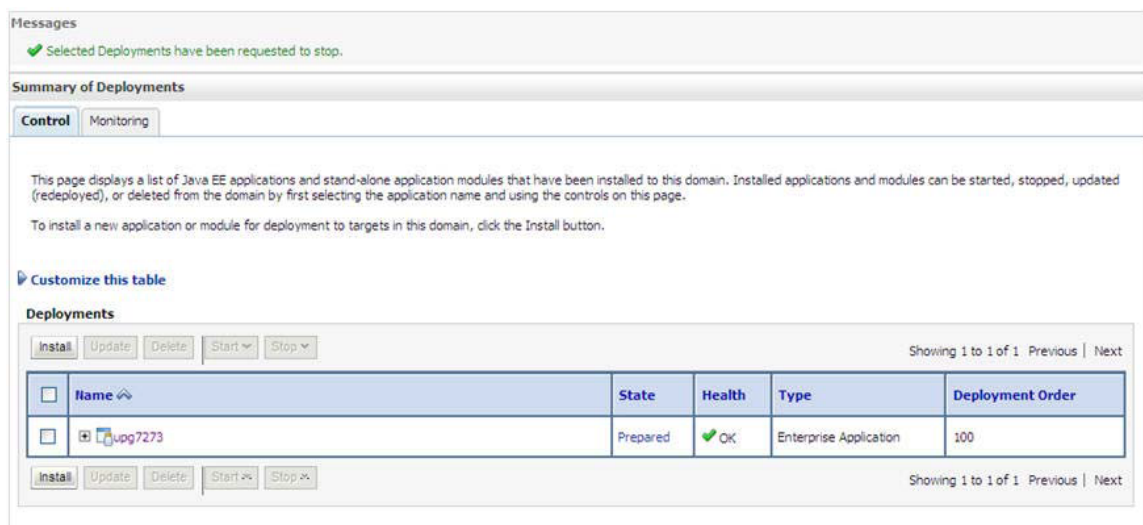 Messages
Selected Deployments have been requested to stop.
Summary of Deployments
Control Monitoring
This page displays a list of Java EE applications and stand-alone application modules that have been installed to this domain. Installed applications and modules can be started, stopped, updated
(redeployed), or deleted from the domain by first selecting the application name and using the controls on this page.
To install a new application or module for deployment to targets in this domain, click the Install button.
Customize this table
Deployments
Install Update Delete Start Stop Showing 1 to 1 of 1 Previous | Next
Name State Health Type Deployment Order
upg7273 Prepared OK Enterprise Application 100
Install Update Delete Start Stop Showing 1 to 1 of 1 Previous | Next